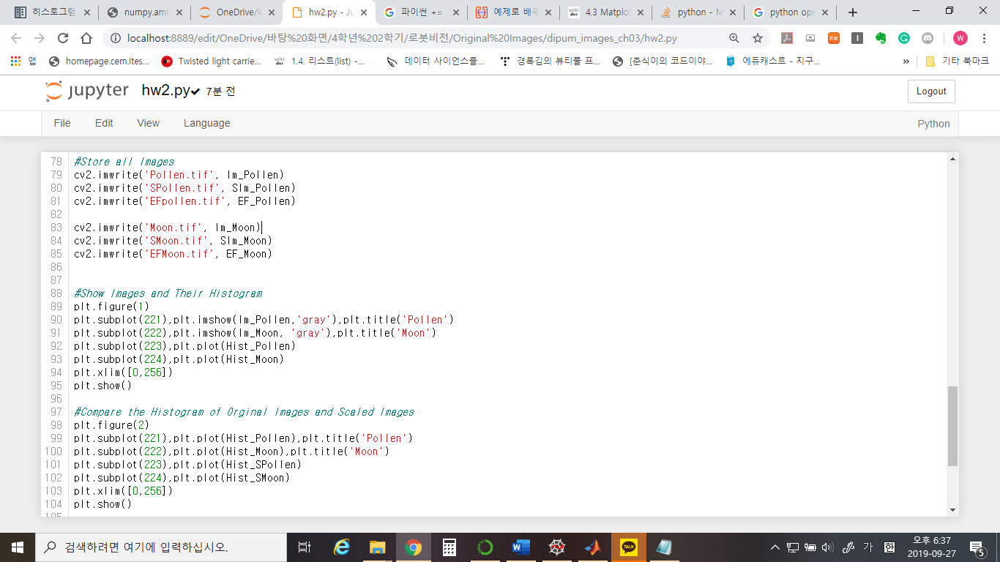 히스토그램
numpy.amin
OneDrive/바
hw2.py - Ju
파이썬 +=
예제로 배우
4.3 Matplot
python - M
python ope
localhost:8889/edit/OneDrive/바탕%20화면/4학년%202학기/로봇비전/Original%20Images/dipum_images_ch03/hw2.py
앱
homepage.cem.ites...
Twisted light carrie...
1.4. 리스트(list) -...
데이터 사이언스를...
경록김의 뷰티풀 프...
[춘식이의 코드이야...
에듀캐스트 - 지구...
»
기타 북마크
jupyter hw2.py 7분 전
Logout
File Edit View Language Python
78 #Store all Images
79 cv2.imwrite('Pollen.tif', Im_Pollen)
80 cv2.imwrite('SPollen.tif', SIm_Pollen)
81 cv2.imwrite('EFpollen.tif', EF_Pollen)
82
83 cv2.imwrite('Moon.tif', Im_Moon)
84 cv2.imwrite('SMoon.tif', SIm_Moon)
85 cv2.imwrite('EFMoon.tif', EF_Moon)
86
87
88 #Show Images and Their Histogram
89 plt.figure(1)
90 plt.subplot(221),plt.imshow(Im_Pollen,'gray'),plt.title('Pollen')
91 plt.subplot(222),plt.imshow(Im_Moon, 'gray'),plt.title('Moon')
92 plt.subplot(223),plt.plot(Hist_Pollen)
93 plt.subplot(224),plt.plot(Hist_Moon)
94 plt.xlim([0,256])
95 plt.show()
96
97 #Compare the Histogram of Orginal Images and Scaled Images
98 plt.figure(2)
99 plt.subplot(221),plt.plot(Hist_Pollen),plt.title('Pollen')
100 plt.subplot(222),plt.plot(Hist_Moon),plt.title('Moon')
101 plt.subplot(223),plt.plot(Hist_SPollen)
102 plt.subplot(224),plt.plot(Hist_SMoon)
103 plt.xlim([0,256])
104 plt.show()
검색하려면 여기에 입력하십시오.
TALK
가
한
오후 6:37
2019-09-27
5